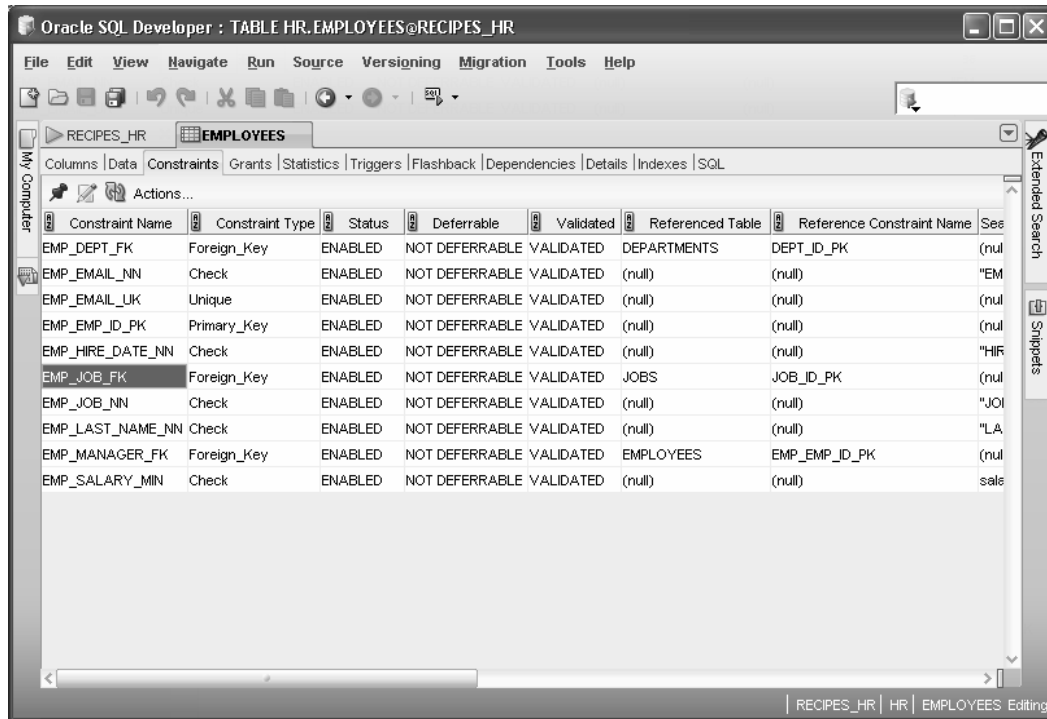 Oracle SQL Developer : TABLE HR.EMPLOYEES@RECIPES_HR
File Edit View Navigate Run Source Versioning Migration Tools Help
RECIPES_HR EMPLOYEES
Columns | Data | Constraints | Grants | Statistics | Triggers | Flashback | Dependencies | Details | Indexes | SQL
Actions...
Constraint Name Constraint Type Status Deferrable Validated Referenced Table Reference Constraint Name Sea
EMP_DEPT_FK Foreign_Key ENABLED NOT DEFERRABLE VALIDATED DEPARTMENTS DEPT_ID_PK (nul
EMP_EMAIL_NN Check ENABLED NOT DEFERRABLE VALIDATED (null) (null) "EM
EMP_EMAIL_UK Unique ENABLED NOT DEFERRABLE VALIDATED (null) (null) (nul
EMP_EMP_ID_PK Primary_Key ENABLED NOT DEFERRABLE VALIDATED (null) (null) (nul
EMP_HIRE_DATE_NN Check ENABLED NOT DEFERRABLE VALIDATED (null) (null) "HIR
EMP_JOB_FK Foreign_Key ENABLED NOT DEFERRABLE VALIDATED JOBS JOB_ID_PK (nul
EMP_JOB_NN Check ENABLED NOT DEFERRABLE VALIDATED (null) (null) "JOI
EMP_LAST_NAME_NN Check ENABLED NOT DEFERRABLE VALIDATED (null) (null) "LA
EMP_MANAGER_FK Foreign_Key ENABLED NOT DEFERRABLE VALIDATED EMPLOYEES EMP_EMP_ID_PK (nul
EMP_SALARY_MIN Check ENABLED NOT DEFERRABLE VALIDATED (null) (null) sala
My Computer
Extended Search
Snippets
RECIPES_HR | HR | EMPLOYEES Editing